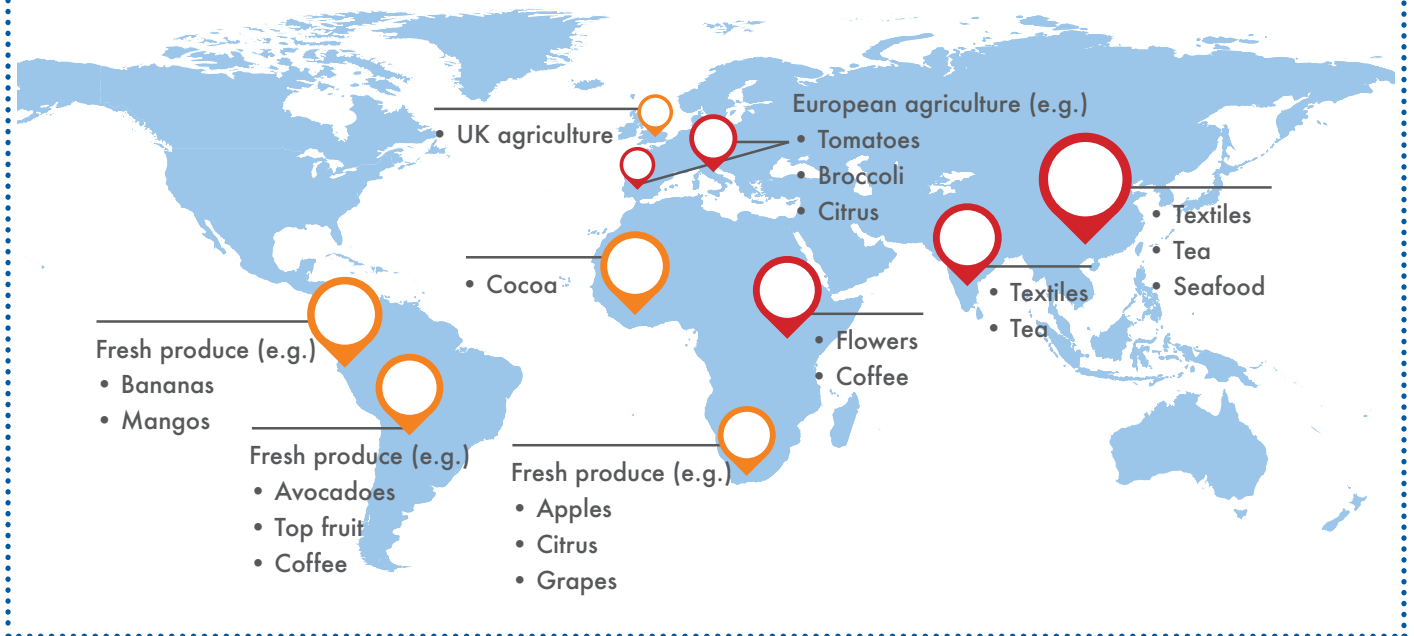 • UK agriculture
European agriculture (e.g.)
• Tomatoes
• Broccoli
• Citrus
• Textiles
• Tea
• Seafood
• Textiles
• Tea
• Cocoa
• Flowers
• Coffee
Fresh produce (e.g.)
• Bananas
• Mangos
Fresh produce (e.g.)
• Avocadoes
• Top fruit
• Coffee
Fresh produce (e.g.)
• Apples
• Citrus
• Grapes